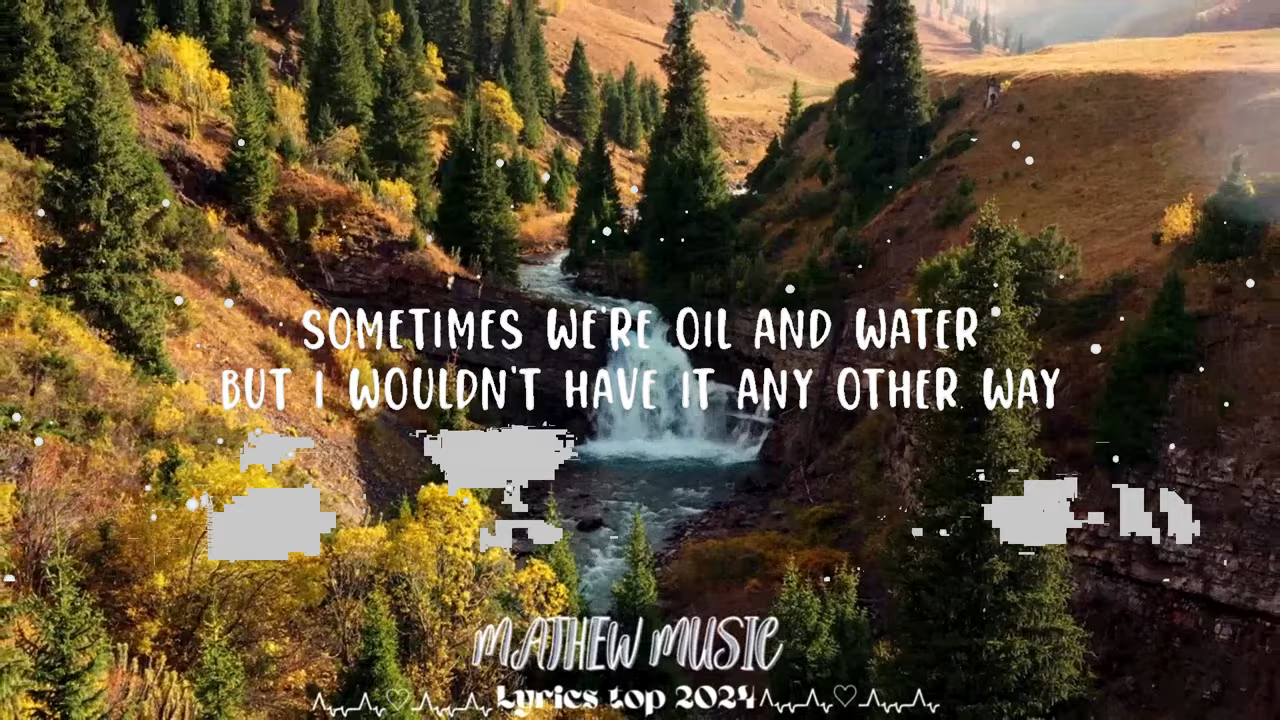 SOMETIMES WE'RE OIL AND WATER
BUT I WOULDN'T HAVE IT ANY OTHER WAY
MATHEW MUSIC
Lyrics top 2024